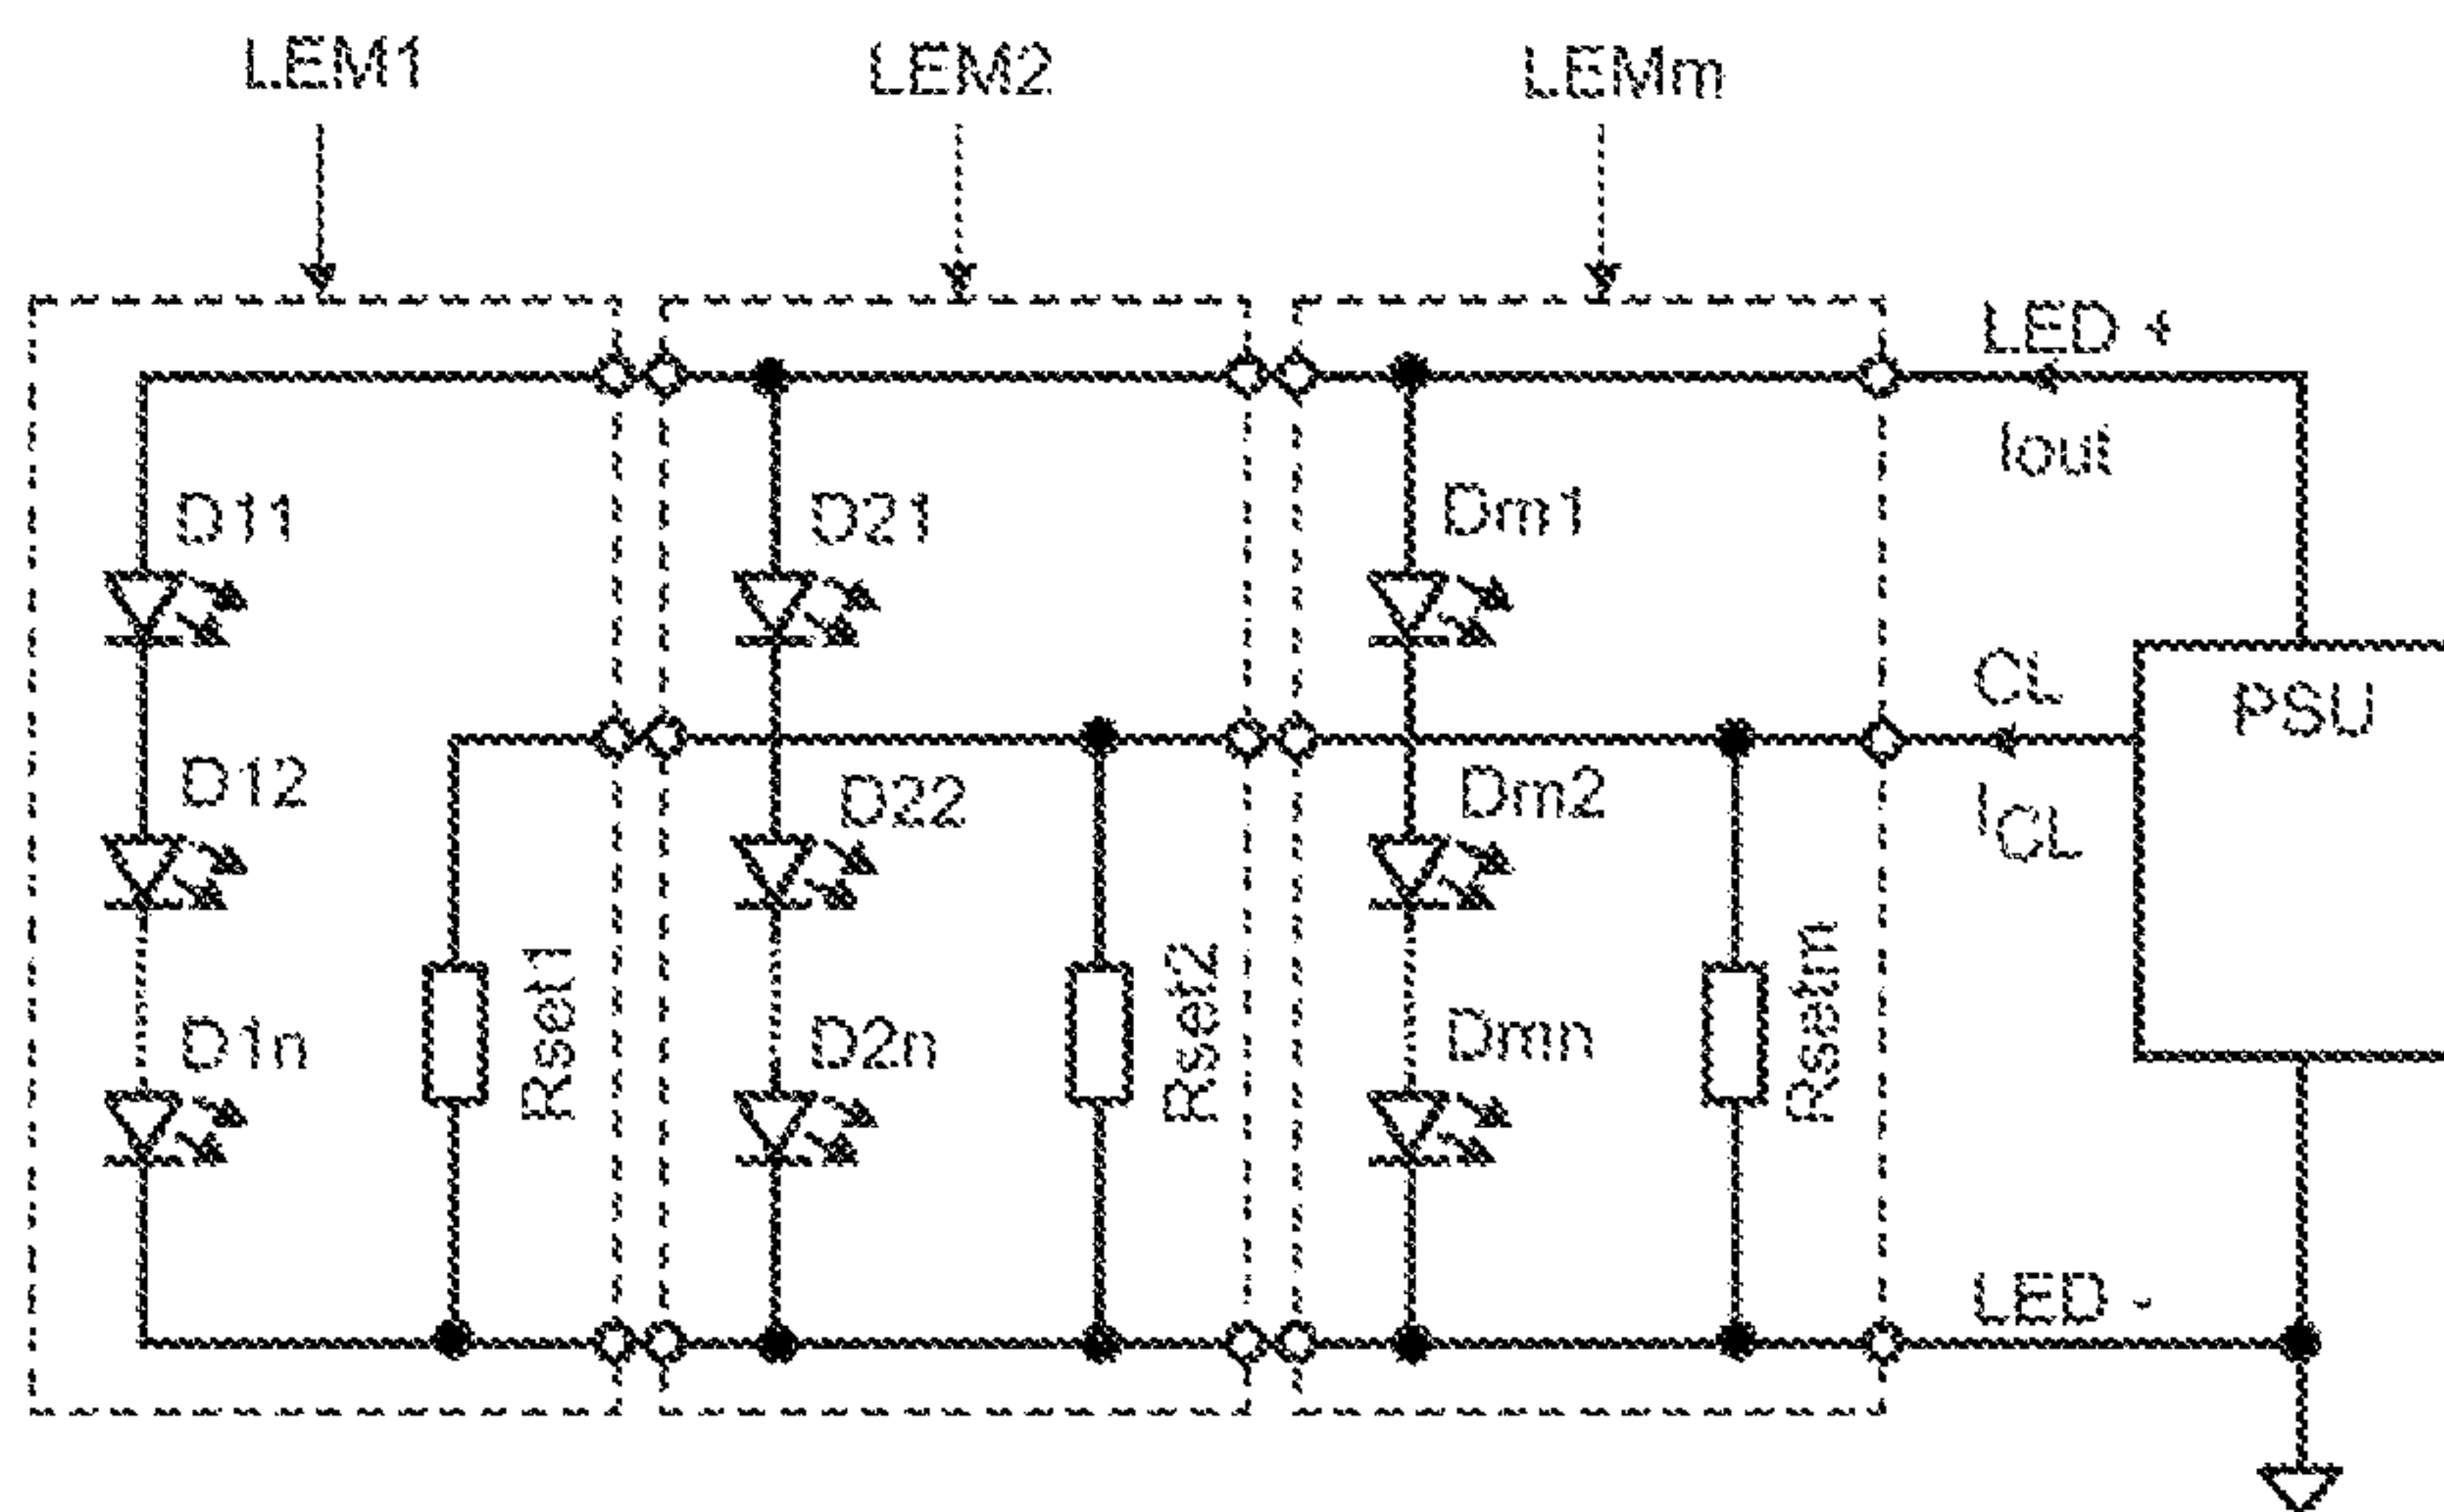 LEM1 LEM2 LEMm
LED +
Iout
D11 D21 Dm1
CL
PSU
D12 D22 Dm2
ICL
Rset1 Rset2 Rsetm
D1n D2n Dmn
LED -